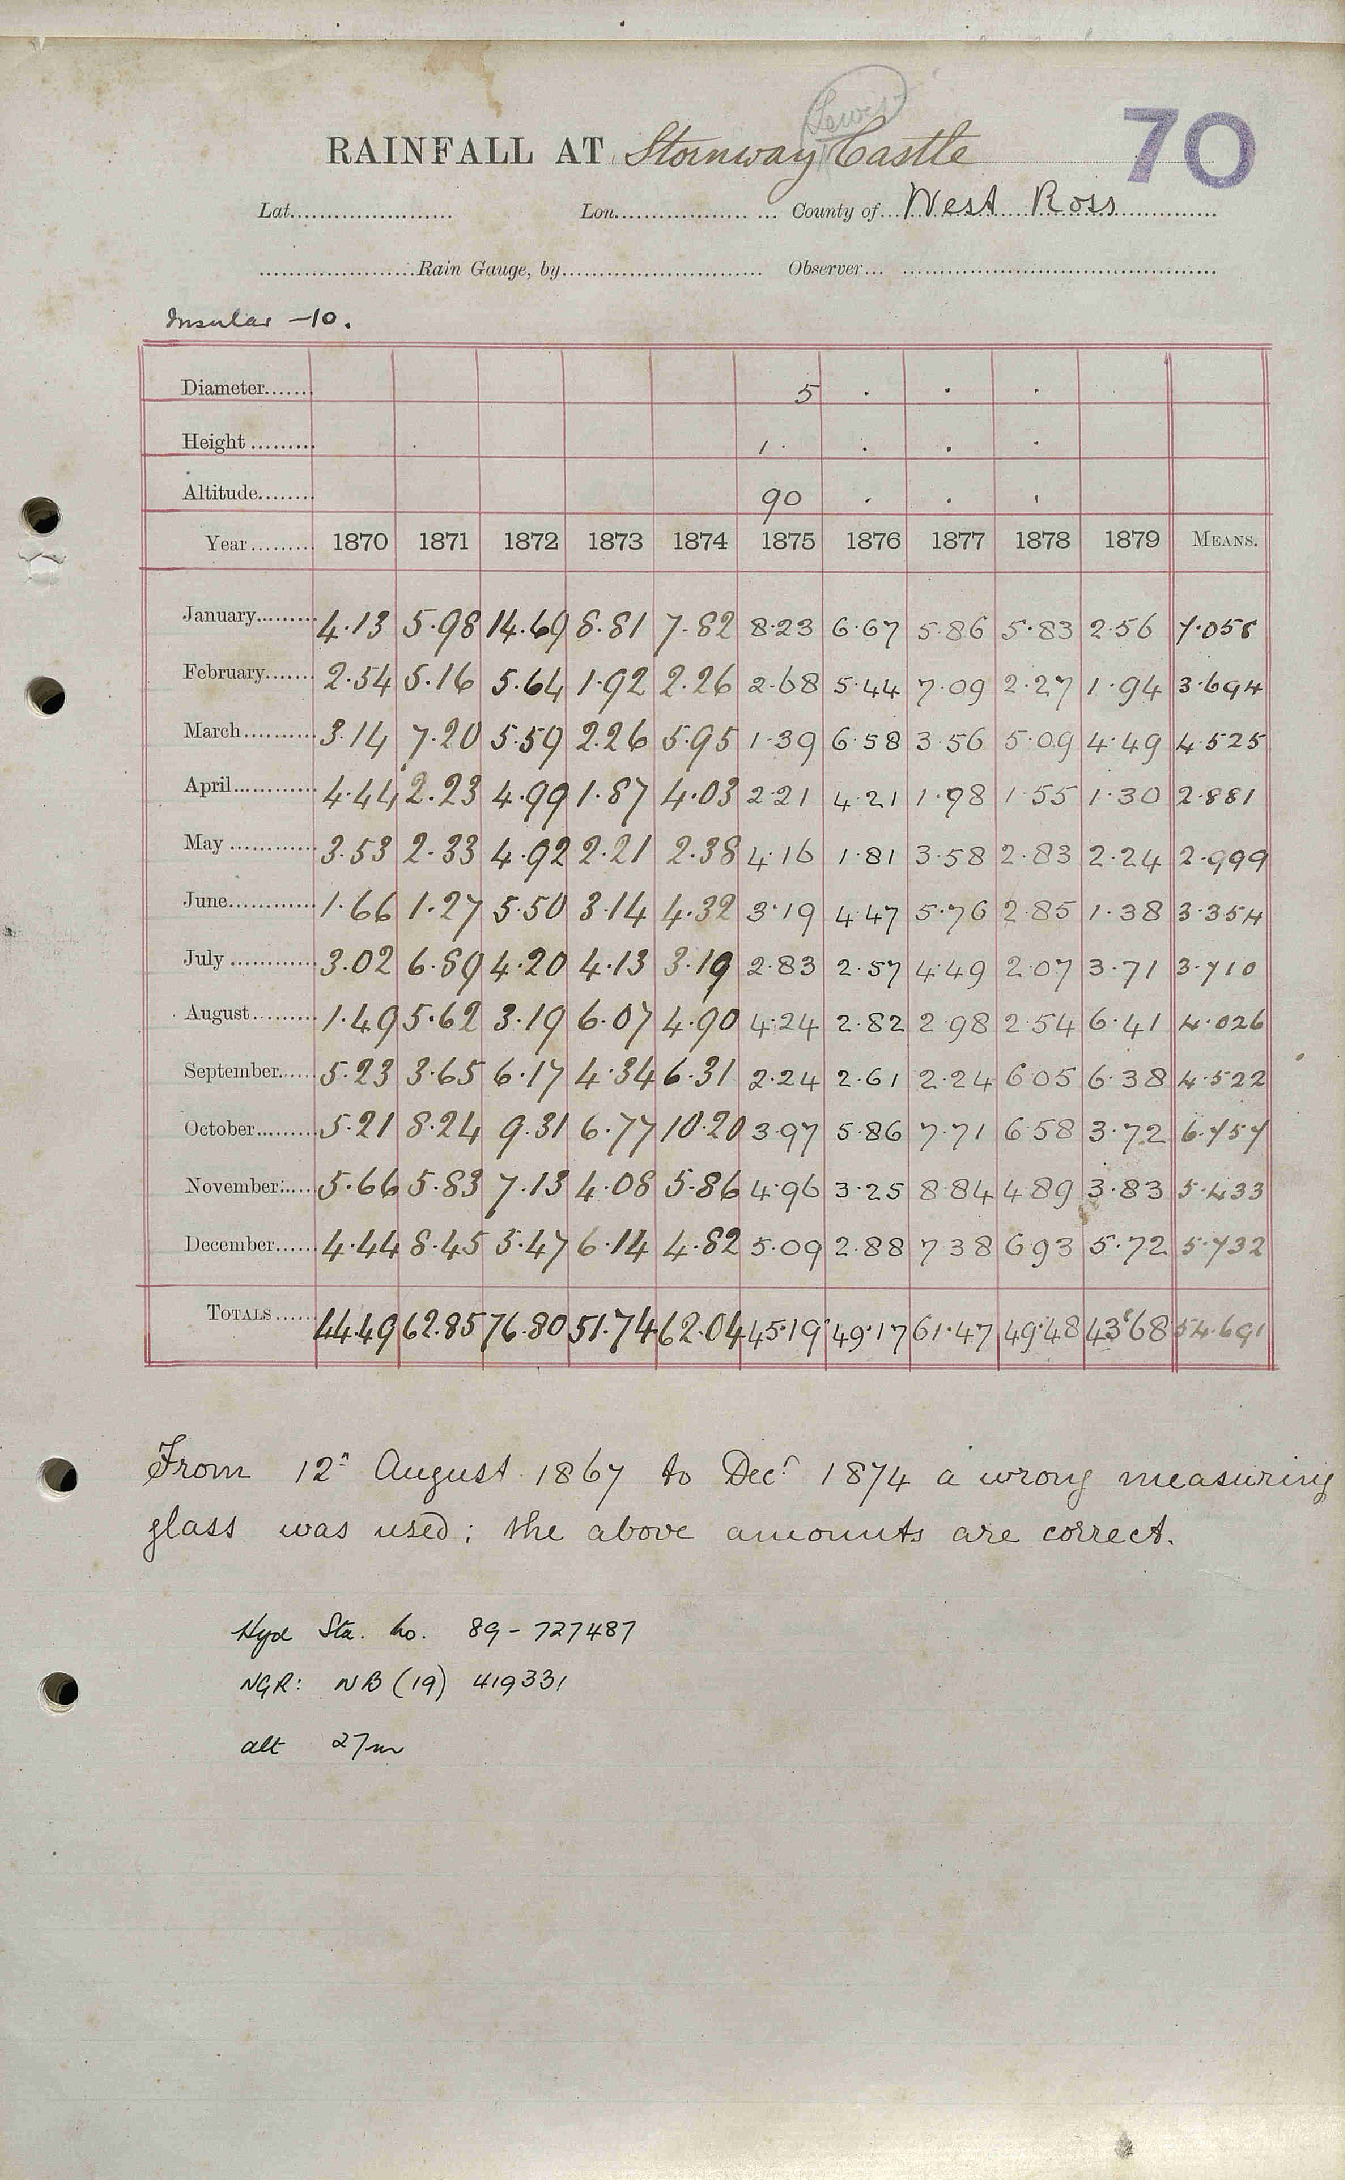 Lewis
RAINFALL AT Stornway Castle 70
Lat. Lon. County of West Ross
Rain Gauge, by Observer
Insular -10.
Diameter 5 . . .
Height 1. . . .
Altitude 90 . . .
Year 1870 1871 1872 1873 1874 1875 1876 1877 1878 1879 MEANS.
January 4.13 5.98 14.69 8.81 7.82 8.23 6.67 5.86 5.83 2.56 7.058
February 2.54 5.16 5.64 1.92 2.26 2.68 5.44 7.09 2.27 1.94 3.694
March 3.14 7.20 5.59 2.26 5.95 1.39 6.58 3.56 5.09 4.49 4.525
April 4.44 2.23 4.99 1.87 4.03 2.21 4.21 1.98 1.55 1.30 2.881
May 3.53 2.33 4.92 2.21 2.38 4.16 1.81 3.58 2.83 2.24 2.999
June 1.66 1.27 5.50 3.14 4.32 3.19 4.47 5.76 2.85 1.38 3.354
July 3.02 6.89 4.20 4.13 3.19 2.83 2.57 4.49 2.07 3.71 3.710
August 1.49 5.62 3.19 6.07 4.90 4.24 2.82 2.98 2.54 6.41 4.026
September 5.23 3.65 6.17 4.34 6.31 2.24 2.61 2.24 6.05 6.38 4.522
October 5.21 8.24 9.31 6.77 10.20 3.97 5.86 7.71 6.58 3.72 6.757
November 5.66 5.83 7.13 4.08 5.86 4.96 3.25 8.84 4.89 3.83 5.433
December 4.44 8.45 5.47 6.14 4.82 5.09 2.88 7.38 6.93 5.72 5.732
TOTALS 44.49 62.85 76.80 51.74 62.04 45.19 49.17 61.47 49.48 43.68 54.691
From 12th August 1867 to Decr 1874 a wrong measuring
glass was used; the above amounts are correct.
Hyd Sta. no. 89-727487
NGR: NB (19) 419331
alt 27m